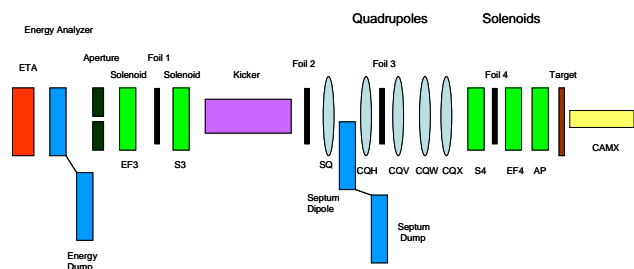 Quadrupoles Solenoids
Energy Analyzer
Aperture Foil 1 Foil 2 Foil 3
ETA Solenoid Solenoid Kicker Foil 4 Target
EF3 S3 SQ CQH CQV CQW CQX S4 EF4 AP CAMX
Septum
Dipole
Septum
Dump
Energy
Dump